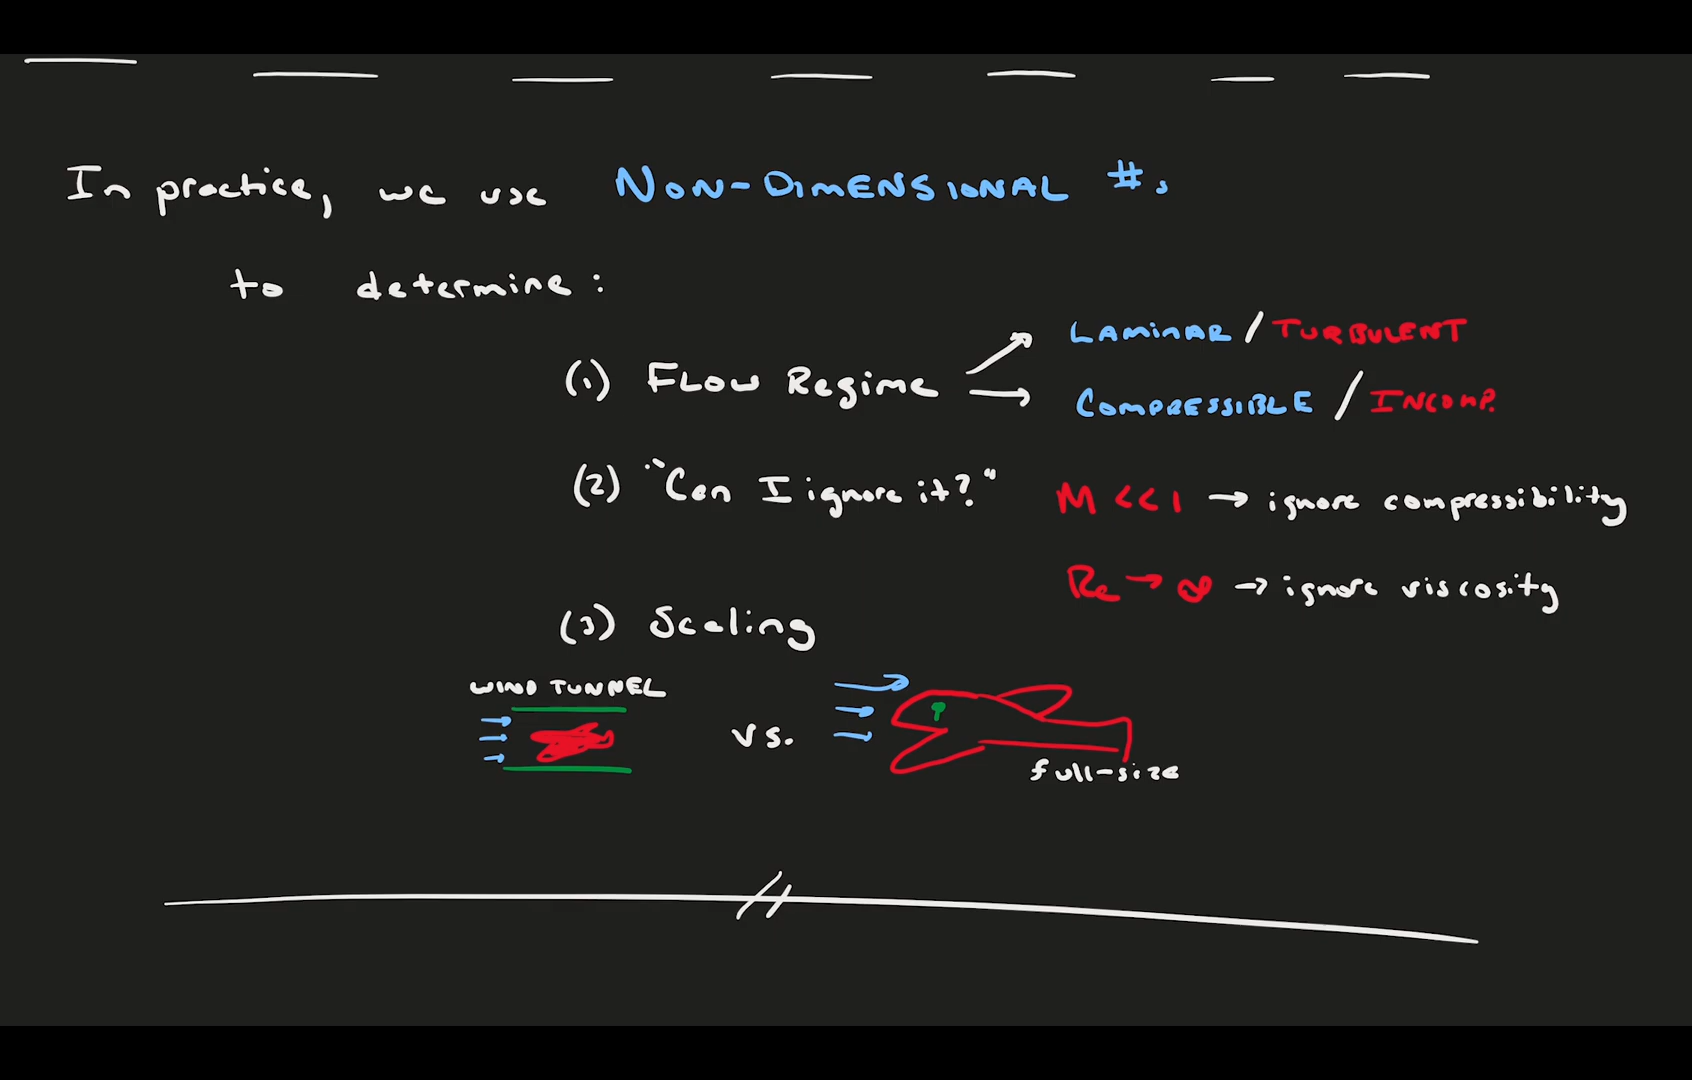 In practice, we use NON-DIMENSIONAL #s
to determine:
(1) FLOW Regime → LAMINAR / TURBULENT
→ COMPRESSIBLE / INCOMP.
(2) "Can I ignore it?" M << 1 → ignore compressibility
Re → ∞ → ignore viscosity
(3) Scaling
WIND TUNNEL
vs.
full-size